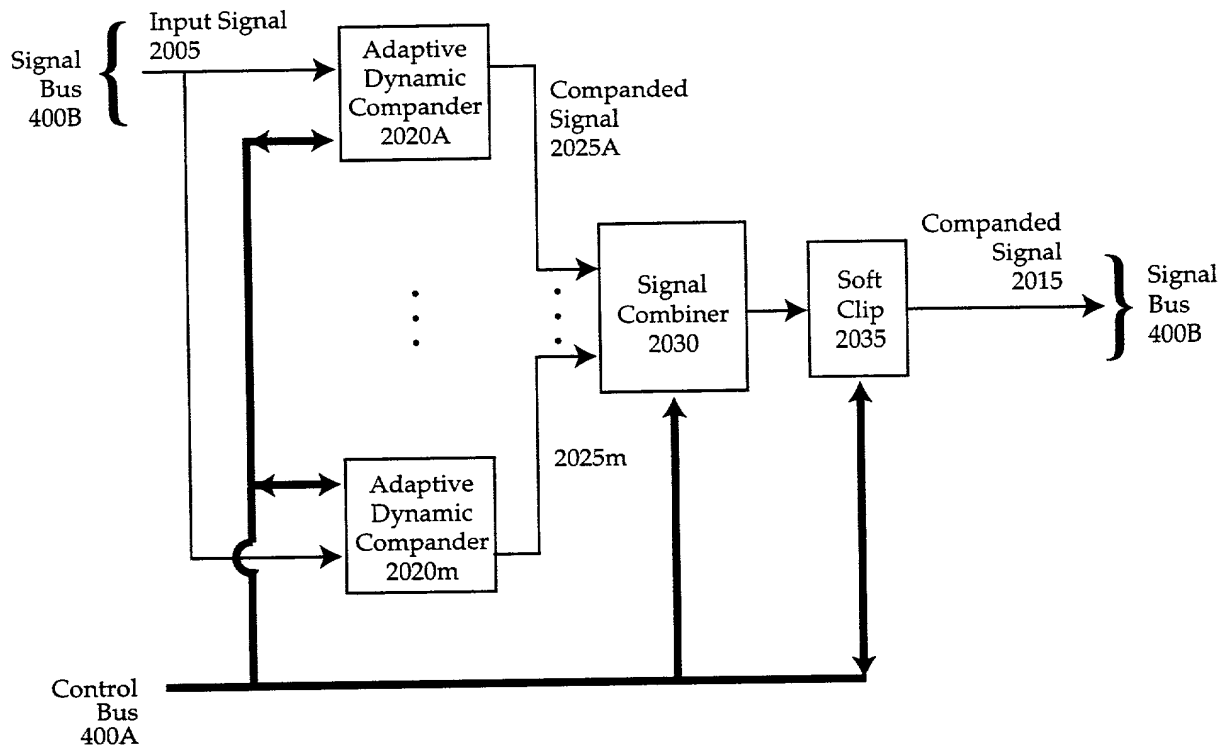 Input Signal
2005
Signal
Bus
400B
Adaptive
Dynamic
Compander
2020A
Companded
Signal
2025A
Signal
Combiner
2030
Soft
Clip
2035
Companded
Signal
2015
Signal
Bus
400B
2025m
Adaptive
Dynamic
Compander
2020m
Control
Bus
400A